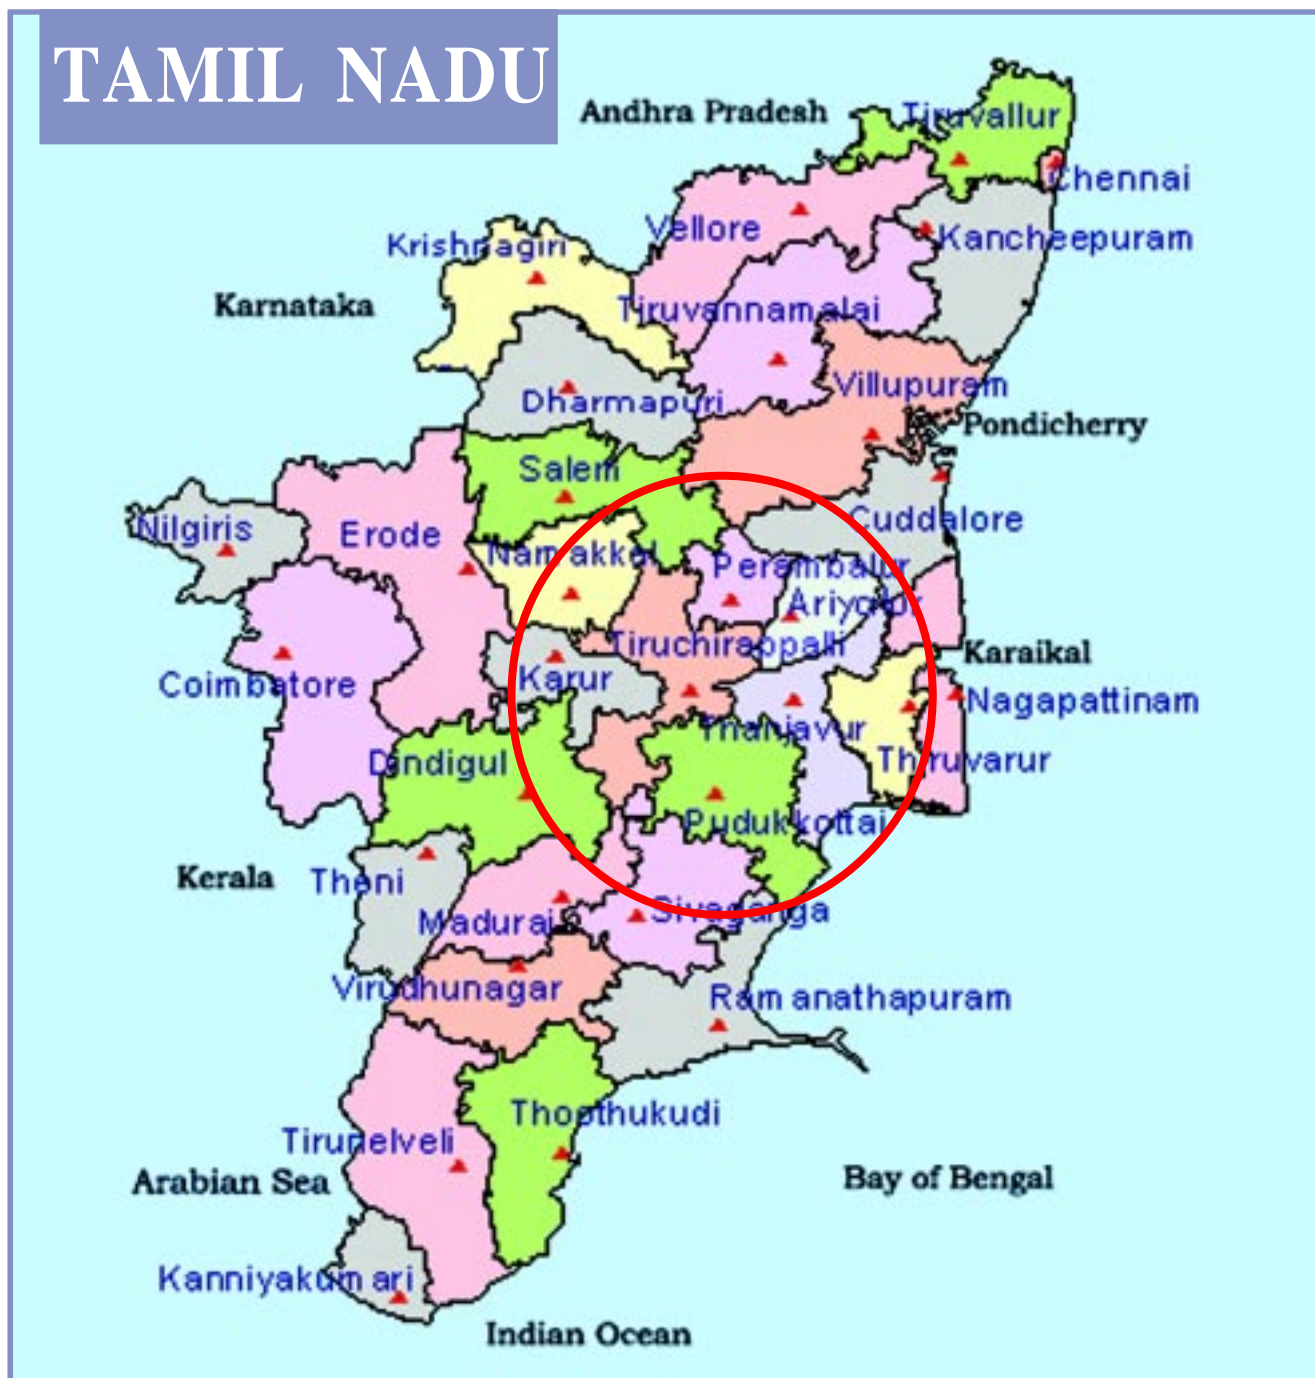 TAMIL NADU
Andhra Pradesh
Tiruvallur
Chennai
Vellore
Kancheepuram
Krishnagiri
Karnataka
Tiruvannamalai
Villupuram
Dharmapuri
Pondicherry
Salem
Cuddalore
Nilgiris
Erode
Namakkal
Perambalur
Ariyalur
Tiruchirappalli
Karaikal
Coimbatore
Karur
Nagapattinam
Thanjavur
Dindigul
Thiruvarur
Pudukkottai
Kerala
Theni
Madurai
Sivaganga
Virudhunagar
Ramanathapuram
Thoothukudi
Tirunelveli
Arabian Sea
Bay of Bengal
Kanniyakumari
Indian Ocean